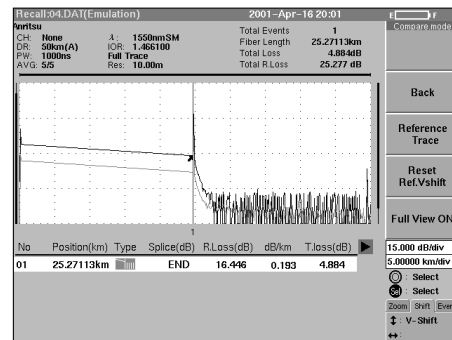 Recall:04.DAT(Emulation) 2001-Apr-16 20:01
E F
Anritsu
CH: None λ : 1550nmSM Total Events 1
DR: 50km(A) IOR: 1.466100 Fiber Length 25.27113km
PW: 1000ns Full Trace Total Loss 4.884dB
AVG: 5/5 Res: 10.00m Total R.Loss 25.277 dB
1
No Position(km) Type Splice(dB) R.Loss(dB) dB/km T.loss(dB)
01 25.27113km END 16.446 0.193 4.884
Compare mode
Back
Reference
Trace
Reset
Ref.Vshift
Full View ON
15.000 dB/div
5.00000 km/div
: Select
Sel : Select
Zoom Shift Even
↕ : V-Shift
↔ :